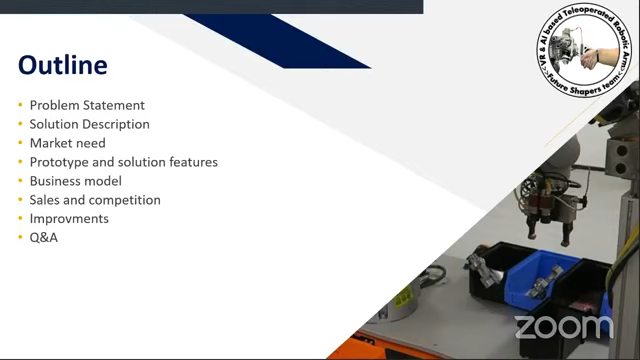 Outline
VR & AI based Teleoperated Robotic Arm
>>Future Shapers team<<
• Problem Statement
• Solution Description
• Market need
• Prototype and solution features
• Business model
• Sales and competition
• Improvments
• Q&A
zoom